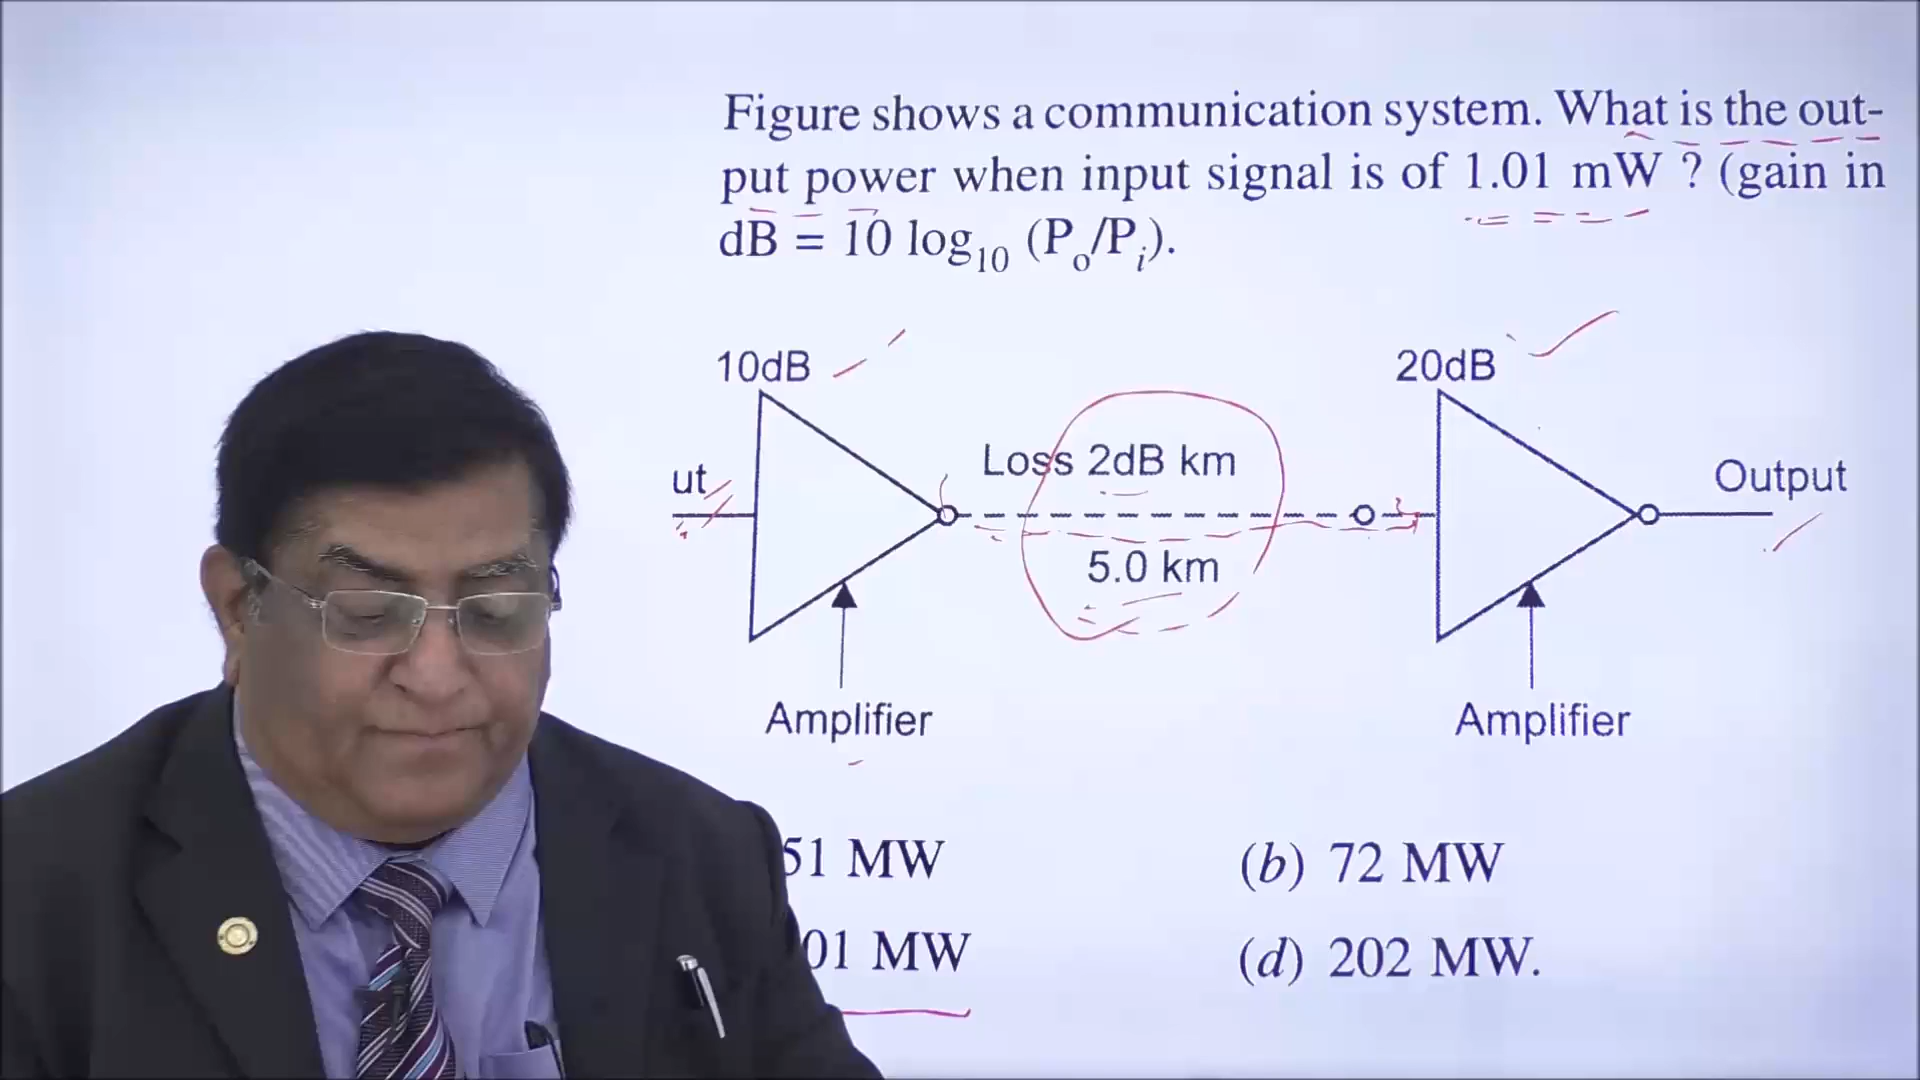 Figure shows a communication system. What is the out-
put power when input signal is of 1.01 mW ? (gain in
dB = 10 log10 (Po/Pi).
10dB
20dB
Loss 2dB km
ut
Output
5.0 km
Amplifier
Amplifier
51 MW
(b) 72 MW
01 MW
(d) 202 MW.